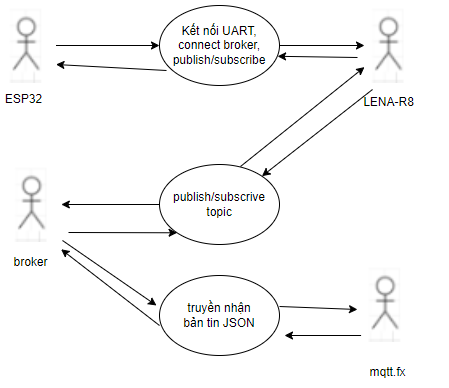 Kết nối UART,
connect broker,
publish/subscribe
ESP32
LENA-R8
publish/subscrive
topic
broker
truyền nhận
bản tin JSON
mqtt.fx